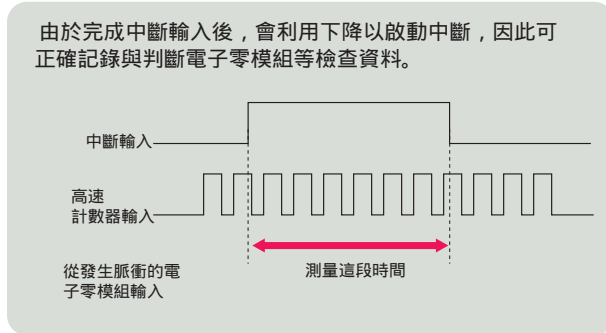 由於完成中斷輸入後，會利用下降以啟動中斷，因此可
正確記錄與判斷電子零模組等檢查資料。
中斷輸入
高速
計數器輸入
從發生脈衝的電
子零模組輸入
測量這段時間